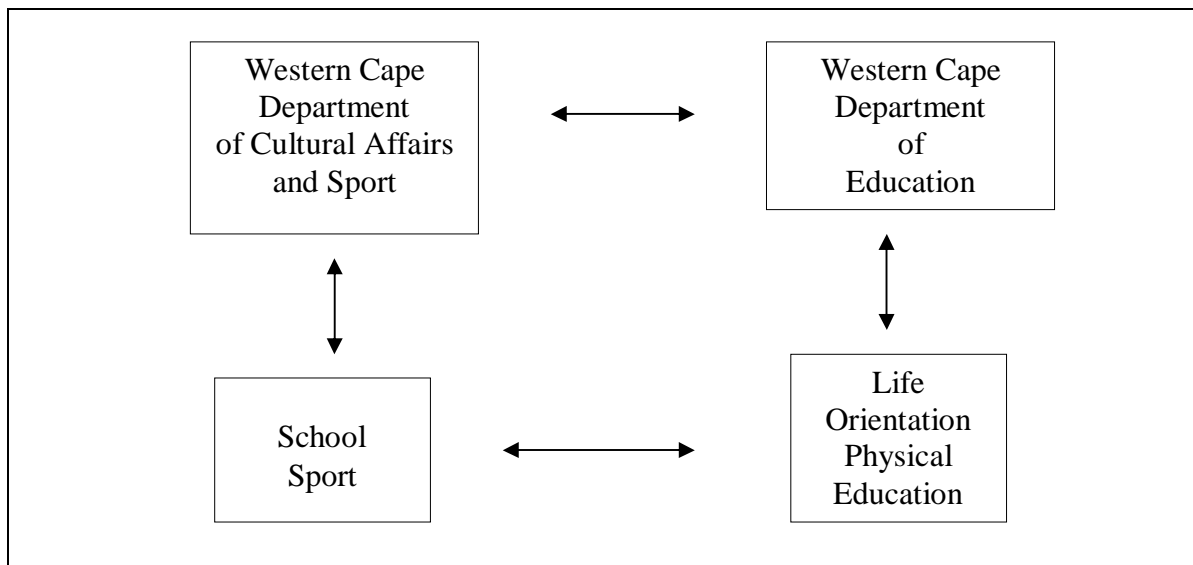 Western Cape
Department
of Cultural Affairs
and Sport
Western Cape
Department
of
Education
School
Sport
Life
Orientation
Physical
Education